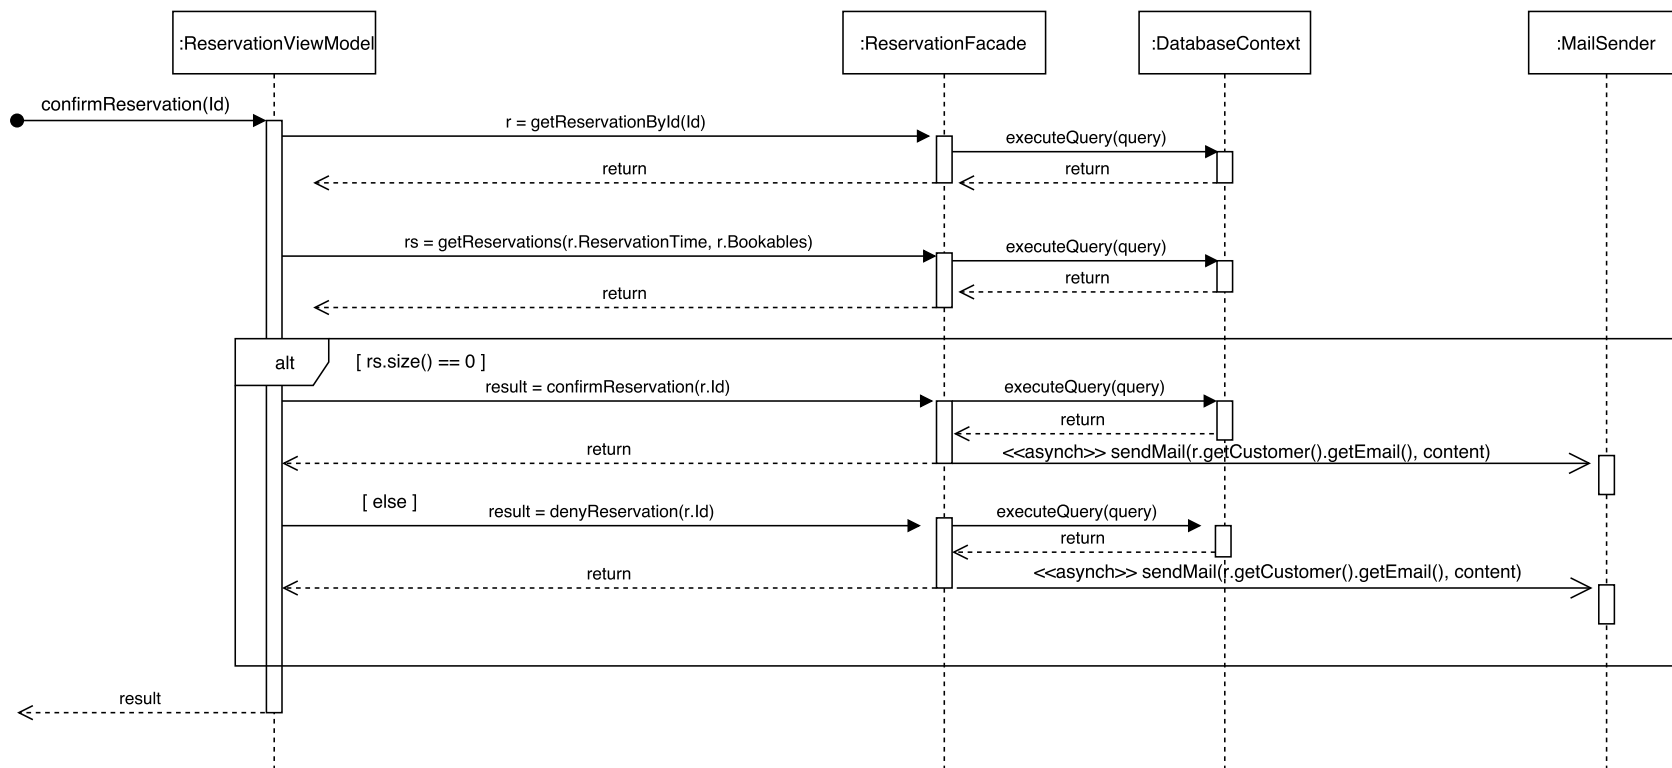 :ReservationViewModel
:ReservationFacade
:DatabaseContext
:MailSender
confirmReservation(Id)
r = getReservationById(Id)
executeQuery(query)
return
return
rs = getReservations(r.ReservationTime, r.Bookables)
executeQuery(query)
return
return
alt
[ rs.size() == 0 ]
result = confirmReservation(r.Id)
executeQuery(query)
return
return
<<asynch>> sendMail(r.getCustomer().getEmail(), content)
[ else ]
result = denyReservation(r.Id)
executeQuery(query)
return
return
<<asynch>> sendMail(r.getCustomer().getEmail(), content)
result